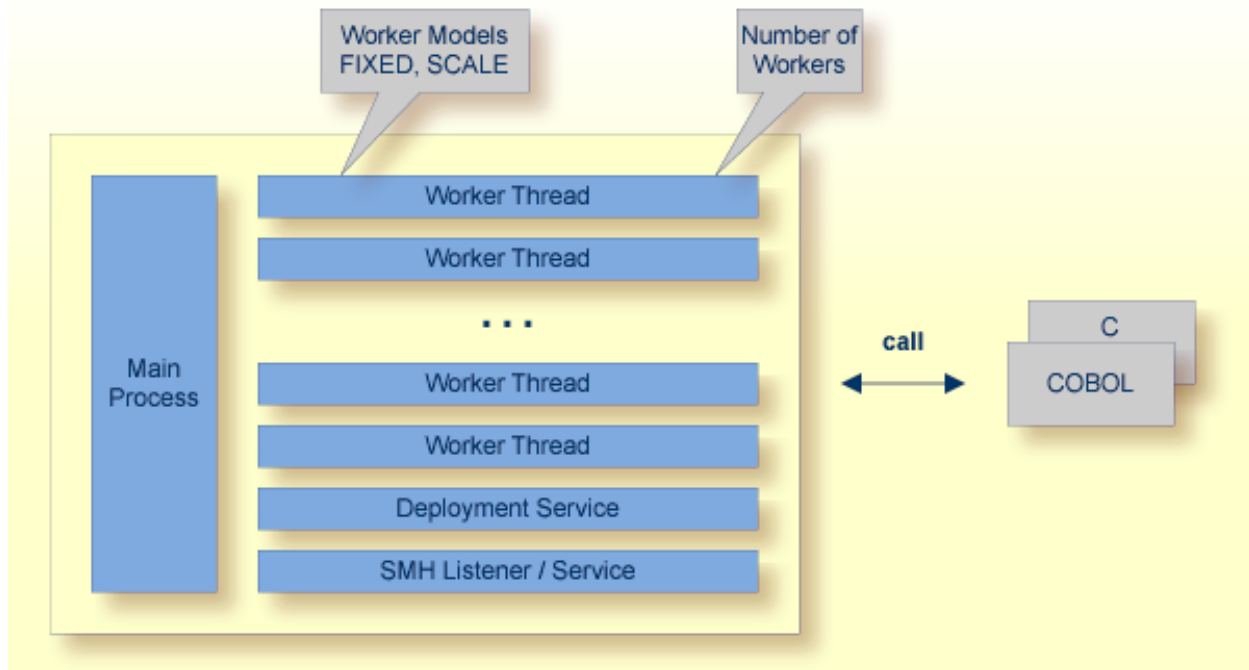 Worker Models
FIXED, SCALE
Number of
Workers
Worker Thread
Worker Thread
...
Main
Process
Worker Thread
Worker Thread
Deployment Service
SMH Listener / Service
call
C
COBOL